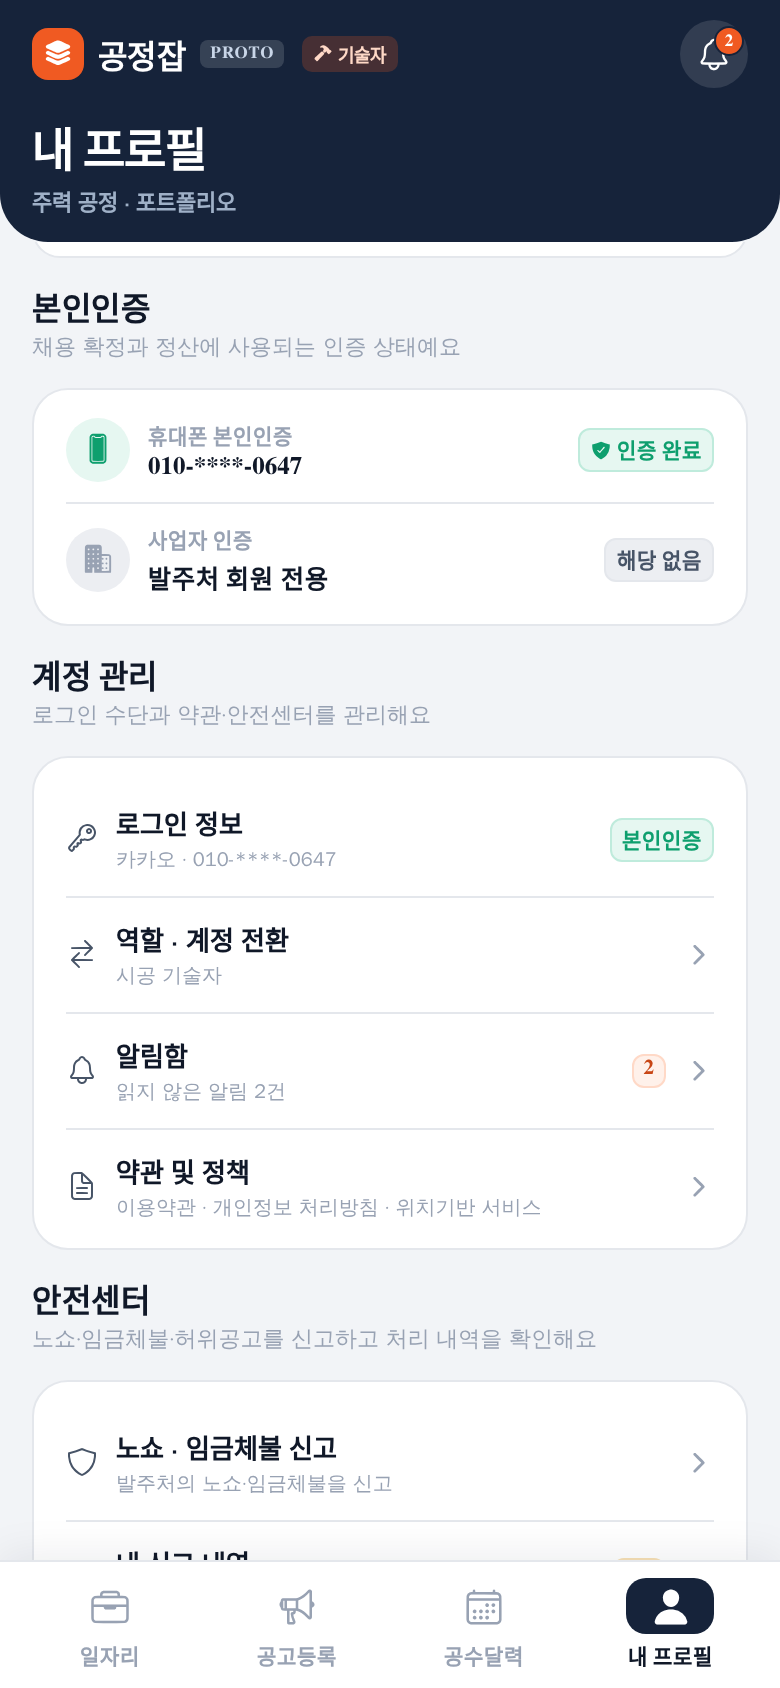 공정잡 PROTO 기술자 2
내 프로필
주력 공정 · 포트폴리오
본인인증
채용 확정과 정산에 사용되는 인증 상태예요
휴대폰 본인인증
010-****-0647
인증 완료
사업자 인증
발주처 회원 전용
해당 없음
계정 관리
로그인 수단과 약관·안전센터를 관리해요
로그인 정보
카카오 · 010-****-0647
본인인증
역할 · 계정 전환
시공 기술자
알림함
읽지 않은 알림 2건
2
약관 및 정책
이용약관 · 개인정보 처리방침 · 위치기반 서비스
안전센터
노쇼·임금체불·허위공고를 신고하고 처리 내역을 확인해요
노쇼 · 임금체불 신고
발주처의 노쇼·임금체불을 신고
내 신고 내역
일자리 공고등록 공수달력 내 프로필